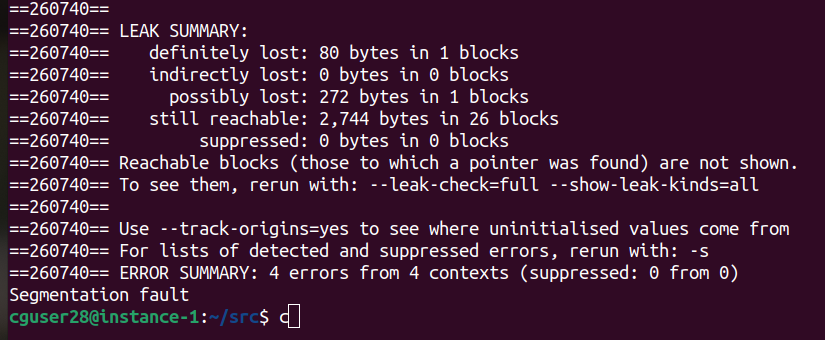 ==260740==
==260740== LEAK SUMMARY:
==260740==    definitely lost: 80 bytes in 1 blocks
==260740==    indirectly lost: 0 bytes in 0 blocks
==260740==      possibly lost: 272 bytes in 1 blocks
==260740==    still reachable: 2,744 bytes in 26 blocks
==260740==         suppressed: 0 bytes in 0 blocks
==260740== Reachable blocks (those to which a pointer was found) are not shown.
==260740== To see them, rerun with: --leak-check=full --show-leak-kinds=all
==260740==
==260740== Use --track-origins=yes to see where uninitialised values come from
==260740== For lists of detected and suppressed errors, rerun with: -s
==260740== ERROR SUMMARY: 4 errors from 4 contexts (suppressed: 0 from 0)
Segmentation fault
cguser28@instance-1:~/src$ c